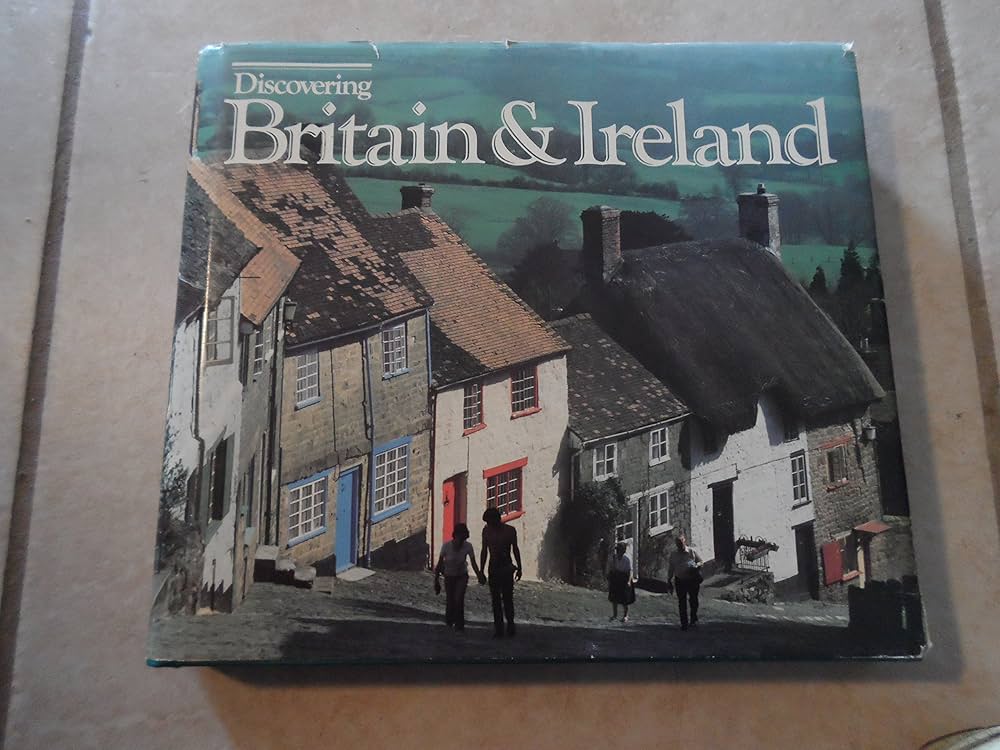 Discovering
Britain & Ireland